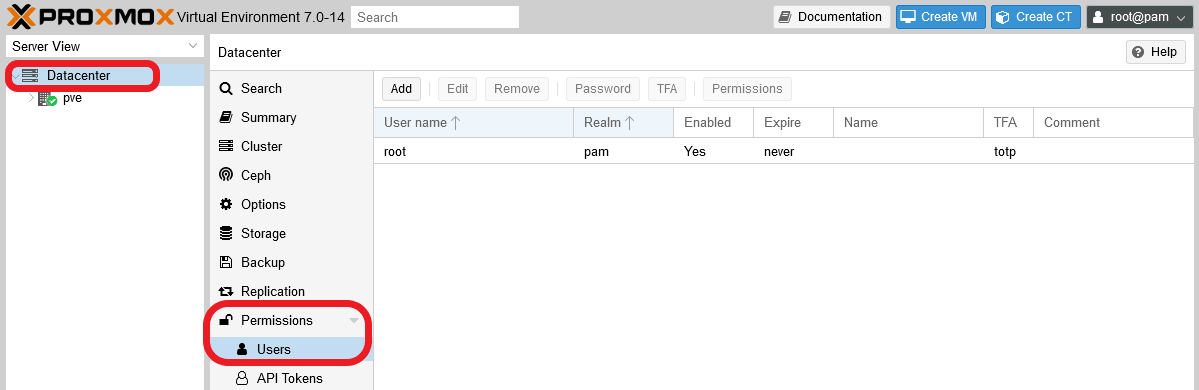 PROXMOX Virtual Environment 7.0-14 Search Documentation Create VM Create CT root@pam
Server View
Datacenter
pve
Datacenter Help
Search
Summary
Cluster
Ceph
Options
Storage
Backup
Replication
Permissions
Users
API Tokens
Add Edit Remove Password TFA Permissions
User name Realm Enabled Expire Name TFA Comment
root pam Yes never totp